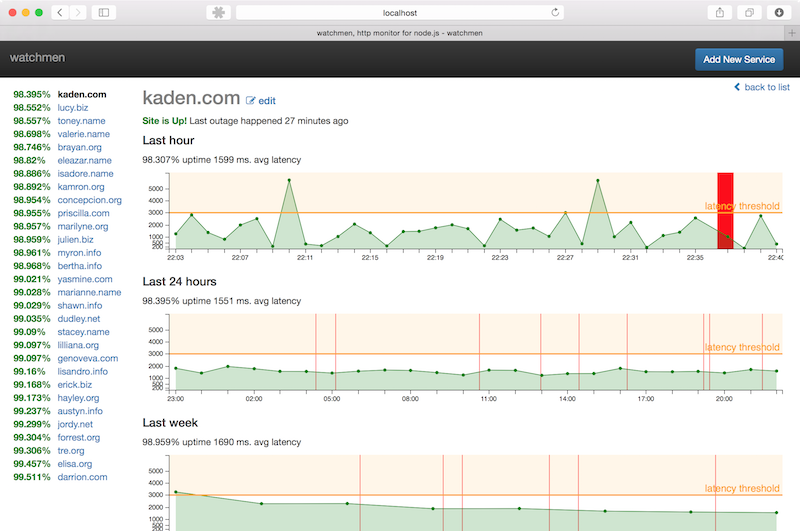 localhost
watchmen, http monitor for node.js - watchmen
+
watchmen
Add New Service
back to list
98.395% kaden.com
98.552% lucy.biz
98.557% toney.name
98.698% valerie.name
98.746% brayan.org
98.82% eleazar.name
98.886% isadore.name
98.892% kamron.org
98.954% concepcion.org
98.955% priscilla.com
98.957% marilyne.org
98.959% julien.biz
98.961% myron.info
98.968% bertha.info
99.021% yasmine.com
99.028% marianne.name
99.029% shawn.info
99.035% dudley.net
99.09% stacey.name
99.097% lilliana.org
99.097% genoveva.com
99.16% lisandro.info
99.168% erick.biz
99.173% hayley.org
99.237% austyn.info
99.299% jordy.net
99.304% forrest.org
99.306% tre.org
99.457% elisa.org
99.511% darrion.com
kaden.com edit
Site is Up! Last outage happened 27 minutes ago
Last hour
98.307% uptime 1599 ms. avg latency
5000
4000
3000
latency threshold
2000
1000
500
200
22:03 22:07 22:11 22:15 22:19 22:23 22:27 22:31 22:35 22:40
Last 24 hours
98.395% uptime 1551 ms. avg latency
5000
4000
3000
latency threshold
2000
1000
500
200
23:00 02:00 05:00 08:00 11:00 14:00 17:00 20:00
Last week
98.959% uptime 1690 ms. avg latency
5000
4000
3000
latency threshold
2000
1000
500